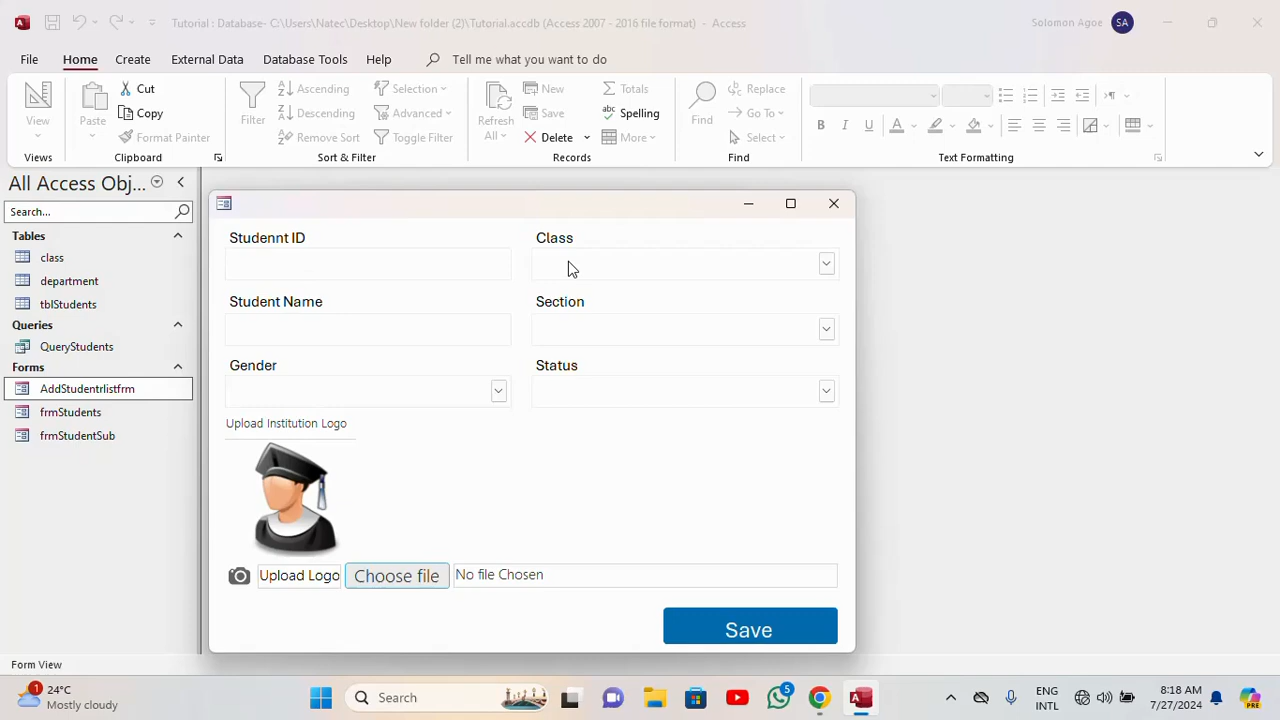 Tutorial : Database- C:\Users\Natec\Desktop\New folder (2)\Tutorial.accdb (Access 2007 - 2016 file format) - Access
Solomon Agoe SA
File Home Create External Data Database Tools Help Tell me what you want to do
View
Views
Paste
Cut
Copy
Format Painter
Clipboard
Filter
Ascending
Descending
Remove Sort
Selection
Advanced
Toggle Filter
Sort & Filter
Refresh
All
New
Save
Delete
Totals
Spelling
More
Records
Find
Replace
Go To
Select
Find
B I U A
Text Formatting
All Access Obj...
Search...
Tables
class
department
tblStudents
Queries
QueryStudents
Forms
AddStudentrlistfrm
frmStudents
frmStudentSub
Studennt ID
Class
Student Name
Section
Gender
Status
Upload Institution Logo
Upload Logo Choose file No file Chosen
Save
Form View
1
24°C
Mostly cloudy
Search
5
ENG
INTL
8:18 AM
7/27/2024
PRE